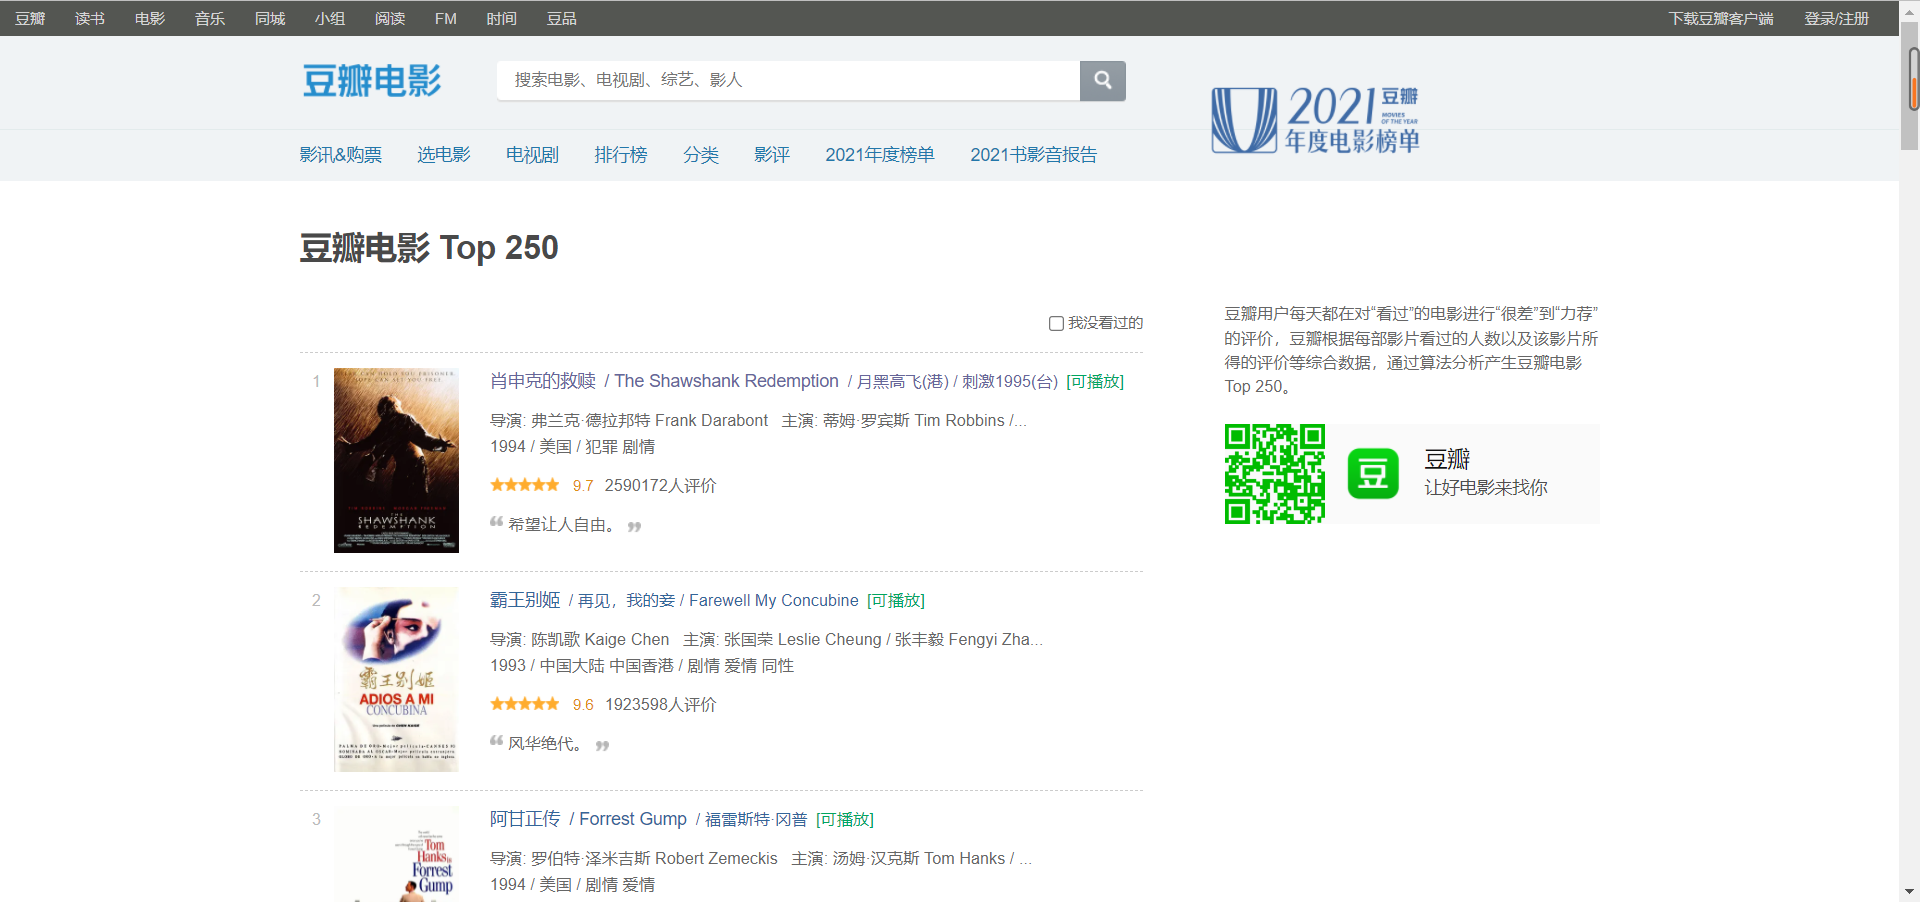 豆瓣 读书 电影 音乐 同城 小组 阅读 FM 时间 豆品 下载豆瓣客户端 登录/注册
豆瓣电影
搜索电影、电视剧、综艺、影人
2021 豆瓣
MOVIES
OF THE YEAR
年度电影榜单
影讯&购票 选电影 电视剧 排行榜 分类 影评 2021年度榜单 2021书影音报告
豆瓣电影 Top 250
我没看过的
1
肖申克的救赎 / The Shawshank Redemption / 月黑高飞(港) / 刺激1995(台) [可播放]
导演: 弗兰克·德拉邦特 Frank Darabont 主演: 蒂姆·罗宾斯 Tim Robbins /...
1994 / 美国 / 犯罪 剧情
9.7 2590172人评价
“ 希望让人自由。 ”
THE
SHAWSHANK
REDEMPTION
2
霸王别姬 / 再见，我的妾 / Farewell My Concubine [可播放]
导演: 陈凯歌 Kaige Chen 主演: 张国荣 Leslie Cheung / 张丰毅 Fengyi Zha...
1993 / 中国大陆 中国香港 / 剧情 爱情 同性
9.6 1923598人评价
“ 风华绝代。 ”
霸王别姬
ADIOS A MI
CONCUBINA
3
阿甘正传 / Forrest Gump / 福雷斯特·冈普 [可播放]
导演: 罗伯特·泽米吉斯 Robert Zemeckis 主演: 汤姆·汉克斯 Tom Hanks / ...
1994 / 美国 / 剧情 爱情
Tom
Hanks is
Forrest
Gump
豆瓣用户每天都在对“看过”的电影进行“很差”到“力荐”
的评价，豆瓣根据每部影片看过的人数以及该影片所
得的评价等综合数据，通过算法分析产生豆瓣电影
Top 250。
豆
豆瓣
让好电影来找你